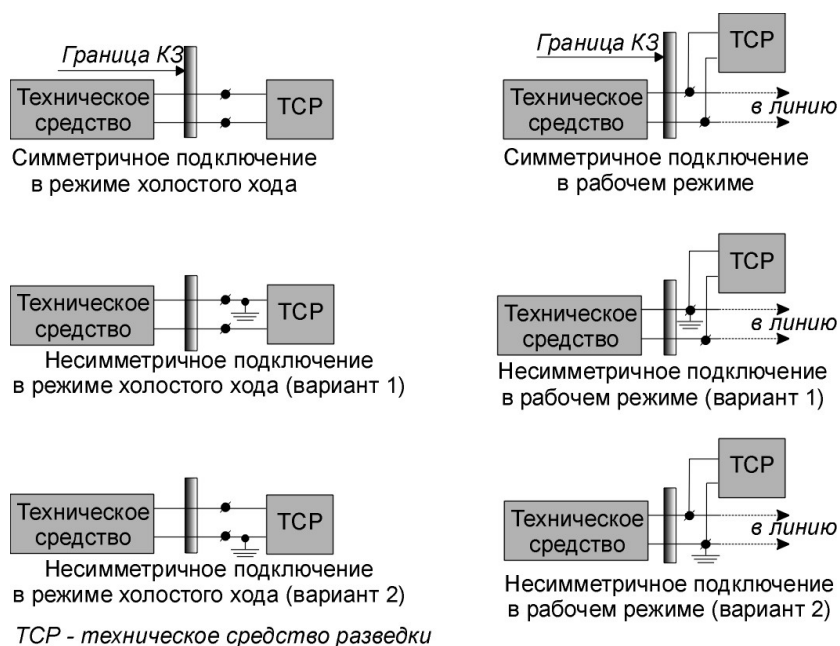 Граница КЗ
Техническое
средство
ТСР
Симметричное подключение
в режиме холостого хода
Граница КЗ
ТСР
Техническое
средство
в линию
Симметричное подключение
в рабочем режиме
Техническое
средство
ТСР
Несимметричное подключение
в режиме холостого хода (вариант 1)
ТСР
Техническое
средство
в линию
Несимметричное подключение
в рабочем режиме (вариант 1)
Техническое
средство
ТСР
Несимметричное подключение
в режиме холостого хода (вариант 2)
ТСР
Техническое
средство
в линию
Несимметричное подключение
в рабочем режиме (вариант 2)
ТСР - техническое средство разведки